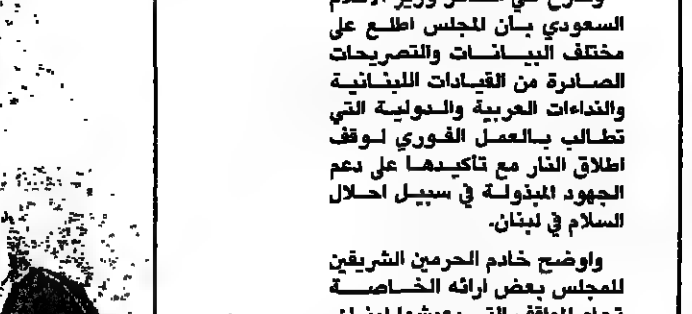 السعودي بأن المجلس اطلع على
مختلف البيانات والتصريحات
الصادرة من القيادات اللبنانية
والنداءات العربية والدولية التي
تطالب بالعمل الفوري لوقف
اطلاق النار مع تأكيدها على دعم
الجهود المبذولة في سبيل احلال
السلام في لبنان.
واوضح خادم الحرمين الشريفين
للمجلس بعض ارائه الخاصة